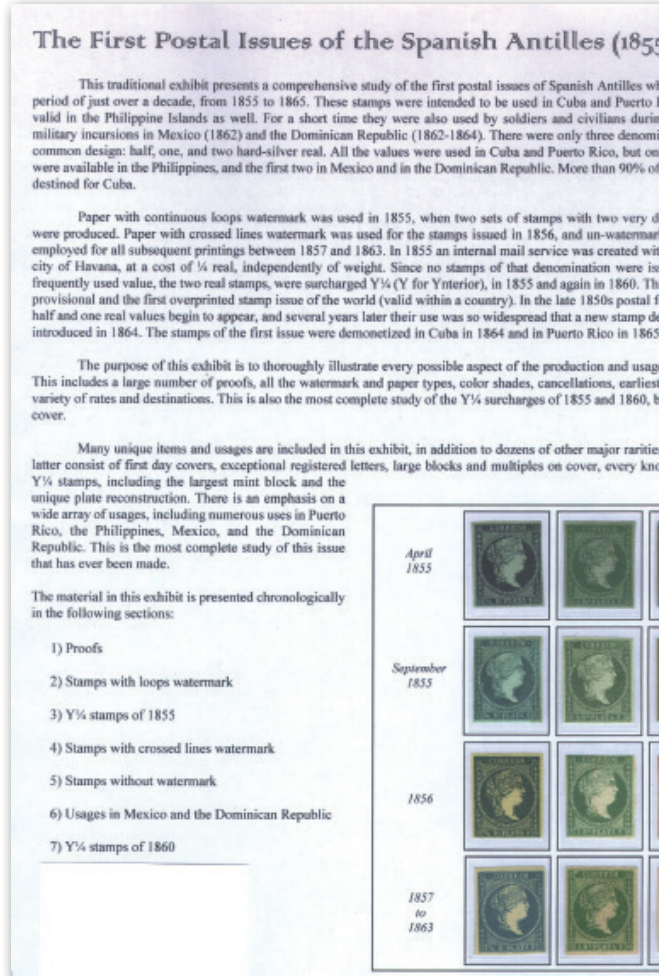 The First Postal Issues of the Spanish Antilles (1855
This traditional exhibit presents a comprehensive study of the first postal issues of Spanish Antilles wh
period of just over a decade, from 1855 to 1865. These stamps were intended to be used in Cuba and Puerto
valid in the Philippine Islands as well. For a short time they were also used by soldiers and civilians durin
military incursions in Mexico (1862) and the Dominican Republic (1862-1864). There were only three denomi
common design: half, one, and two hard-silver real. All the values were used in Cuba and Puerto Rico, but on
were available in the Philippines, and the first two in Mexico and in the Dominican Republic. More than 90% of
destined for Cuba.
Paper with continuous loops watermark was used in 1855, when two sets of stamps with two very d
were produced. Paper with crossed lines watermark was used for the stamps issued in 1856, and un-watermar
employed for all subsequent printings between 1857 and 1863. In 1855 an internal mail service was created wit
city of Havana, at a cost of ¼ real, independently of weight. Since no stamps of that denomination were iss
frequently used value, the two real stamps, were surcharged Y¼ (Y for Ynterior), in 1855 and again in 1860. Th
provisional and the first overprinted stamp issue of the world (valid within a country). In the late 1850s postal f
half and one real values begin to appear, and several years later their use was so widespread that a new stamp de
introduced in 1864. The stamps of the first issue were demonetized in Cuba in 1864 and in Puerto Rico in 1865
The purpose of this exhibit is to thoroughly illustrate every possible aspect of the production and usage
This includes a large number of proofs, all the watermark and paper types, color shades, cancellations, earliest
variety of rates and destinations. This is also the most complete study of the Y¼ surcharges of 1855 and 1860, b
cover.
Many unique items and usages are included in this exhibit, in addition to dozens of other major rarities
latter consist of first day covers, exceptional registered letters, large blocks and multiples on cover, every kno
Y¼ stamps, including the largest mint block and the
unique plate reconstruction. There is an emphasis on a
wide array of usages, including numerous uses in Puerto
Rico, the Philippines, Mexico, and the Dominican
Republic. This is the most complete study of this issue
that has ever been made.
The material in this exhibit is presented chronologically
in the following sections:
1) Proofs
2) Stamps with loops watermark
3) Y¼ stamps of 1855
4) Stamps with crossed lines watermark
5) Stamps without watermark
6) Usages in Mexico and the Dominican Republic
7) Y¼ stamps of 1860
April
1855
September
1855
1856
1857
to
1863